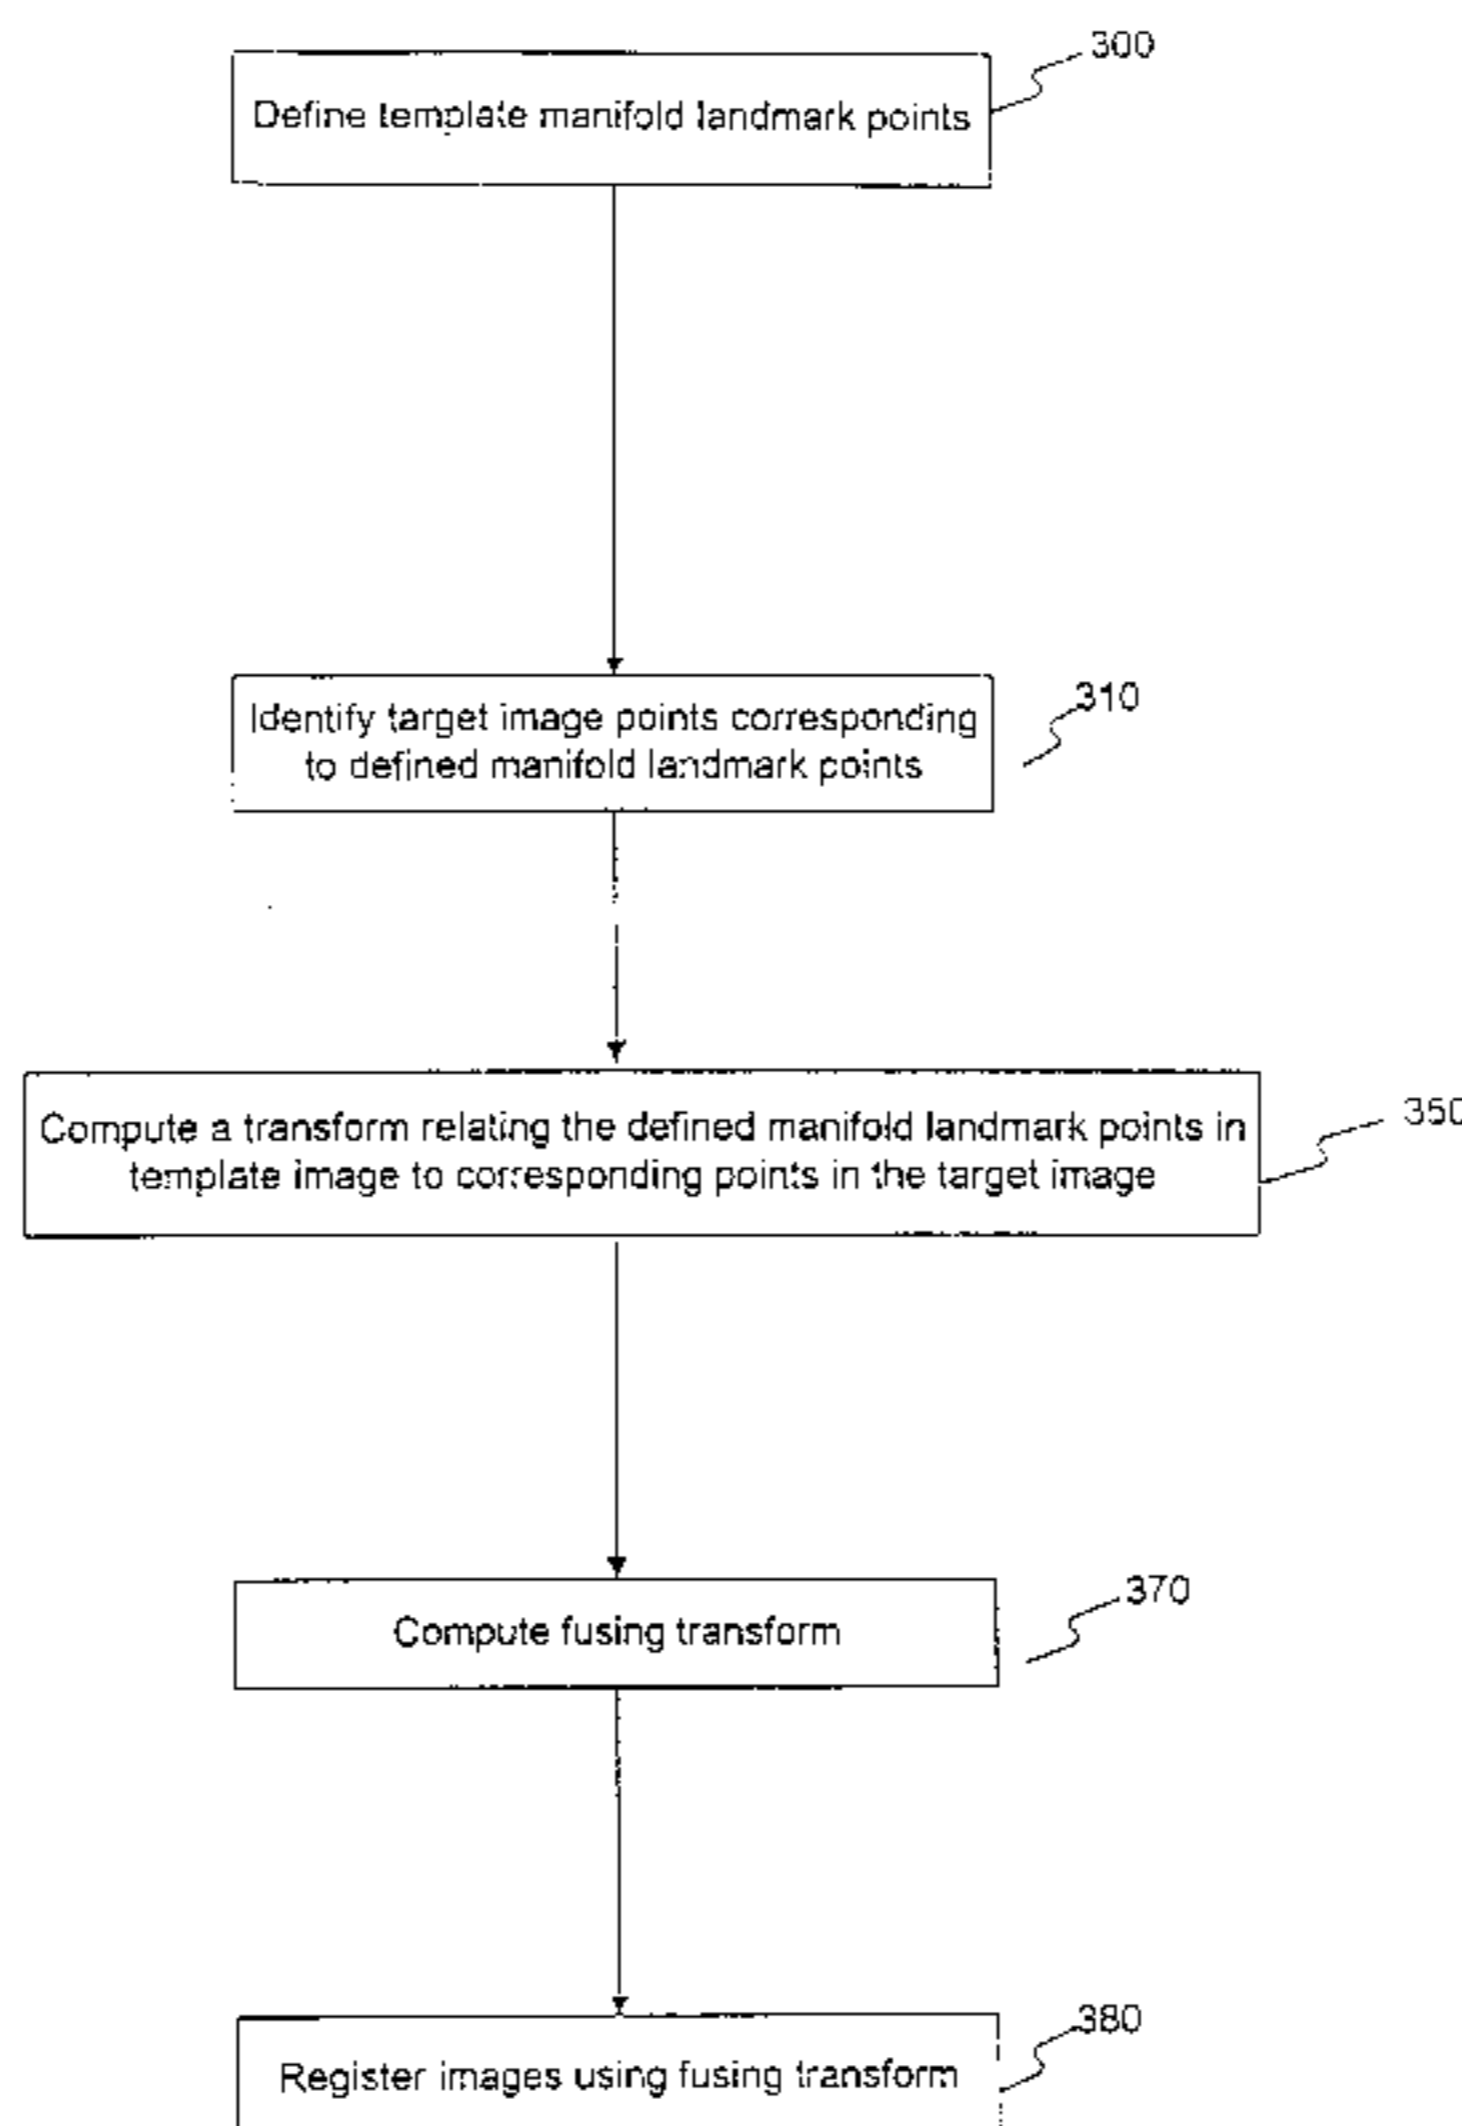 300
Define template manifold landmark points
310
Identify target image points corresponding
to defined manifold landmark points
350
Compute a transform relating the defined manifold landmark points in
template image to corresponding points in the target image
370
Compute fusing transform
380
Register images using fusing transform